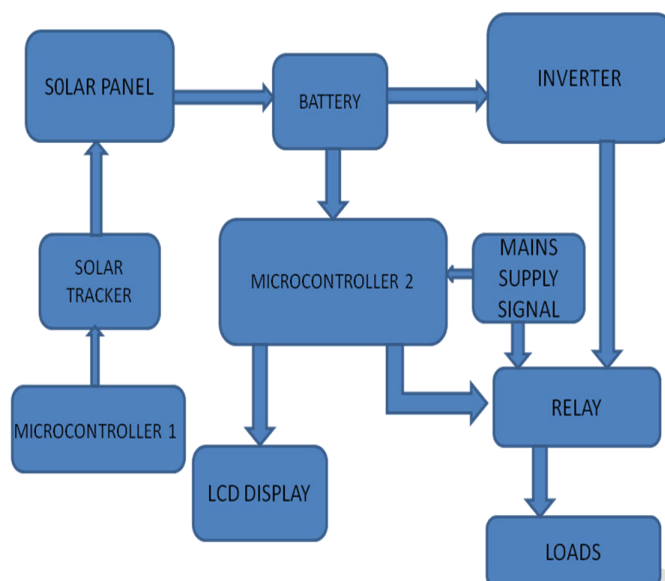 SOLAR PANEL
BATTERY
INVERTER
SOLAR
TRACKER
MICROCONTROLLER 2
MAINS
SUPPLY
SIGNAL
MICROCONTROLLER 1
LCD DISPLAY
RELAY
LOADS